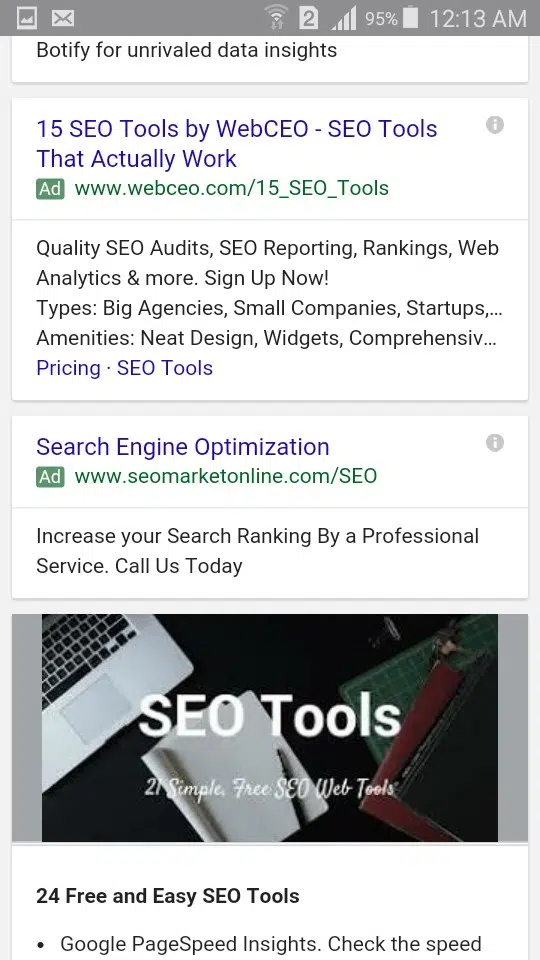 2 95% 12:13 AM
Botify for unrivaled data insights
15 SEO Tools by WebCEO - SEO Tools
That Actually Work
Ad www.webceo.com/15_SEO_Tools
Quality SEO Audits, SEO Reporting, Rankings, Web
Analytics & more. Sign Up Now!
Types: Big Agencies, Small Companies, Startups,...
Amenities: Neat Design, Widgets, Comprehensiv...
Pricing · SEO Tools
Search Engine Optimization
Ad www.seomarketonline.com/SEO
Increase your Search Ranking By a Professional
Service. Call Us Today
SEO Tools
21 Simple, Free SEO Web Tools
24 Free and Easy SEO Tools
• Google PageSpeed Insights. Check the speed